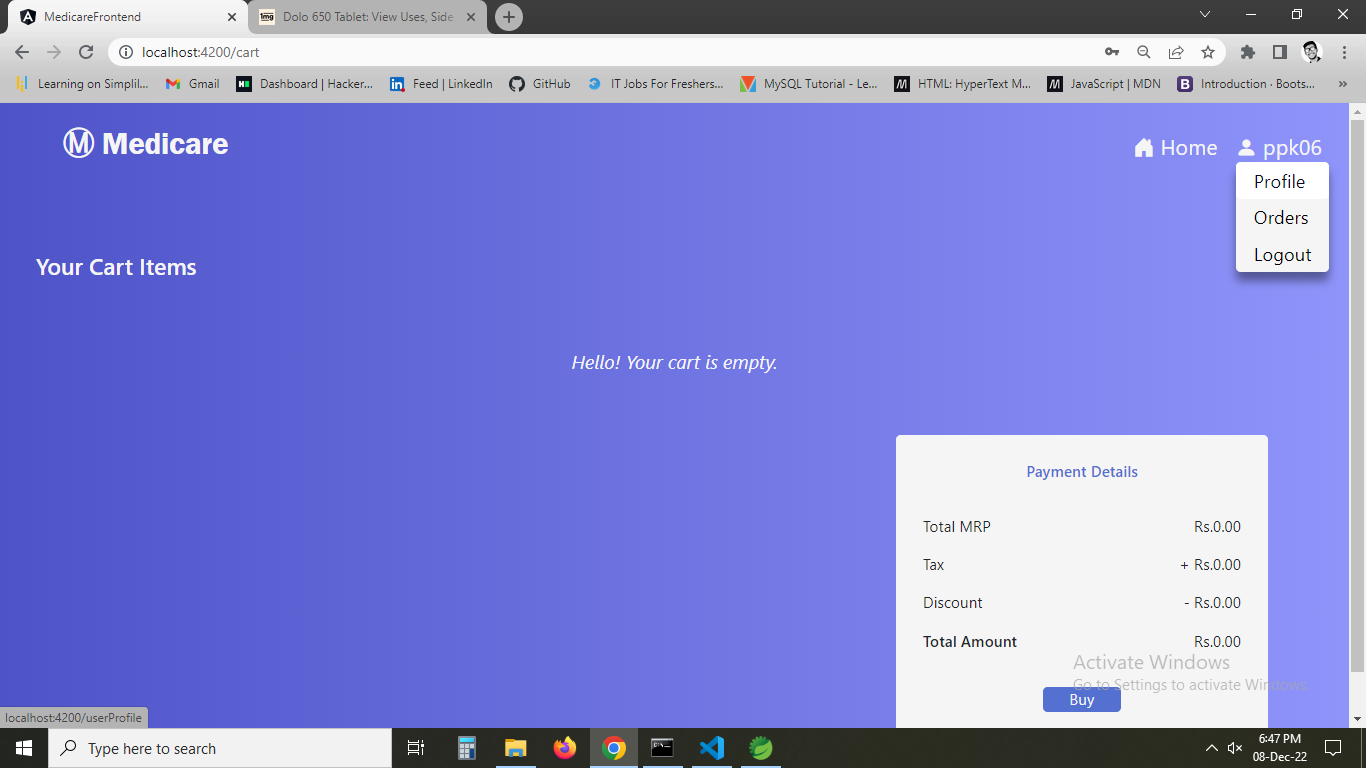 MedicareFrontend
1mg Dolo 650 Tablet: View Uses, Side
localhost:4200/cart
Learning on Simplil... Gmail Dashboard | Hacker... Feed | LinkedIn GitHub IT Jobs For Freshers... MySQL Tutorial - Le... HTML: HyperText M... JavaScript | MDN Introduction · Boots... »
M Medicare
Home ppk06
Profile
Orders
Logout
Your Cart Items
Hello! Your cart is empty.
Payment Details
Total MRP Rs.0.00
Tax + Rs.0.00
Discount - Rs.0.00
Total Amount Rs.0.00
Buy
Activate Windows
Go to Settings to activate Windows.
localhost:4200/userProfile
Type here to search
6:47 PM
08-Dec-22